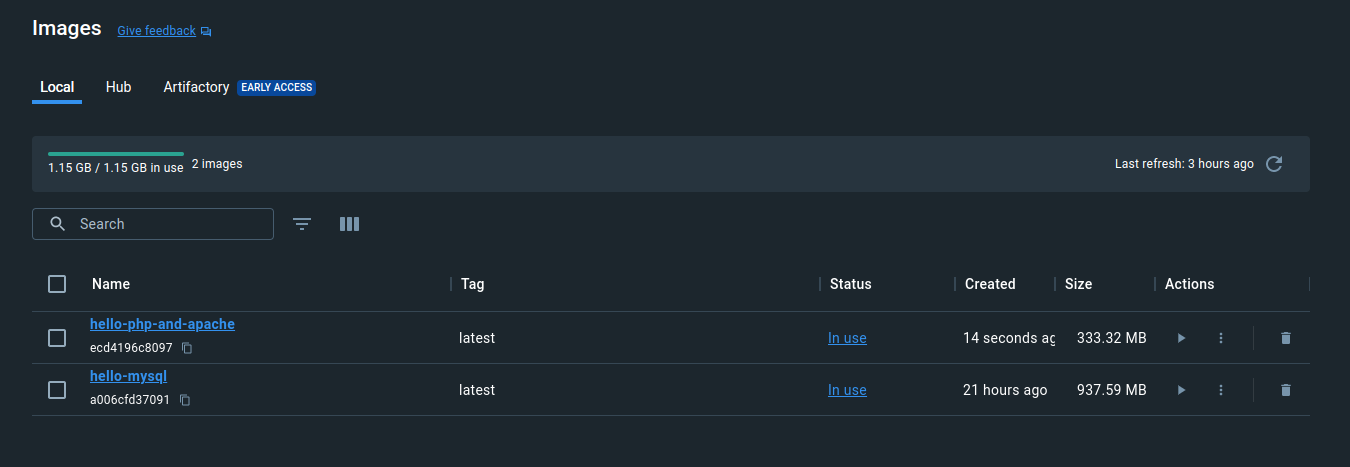 Images Give feedback
Local Hub Artifactory EARLY ACCESS
1.15 GB / 1.15 GB in use 2 images Last refresh: 3 hours ago
Search
Name Tag Status Created Size Actions
hello-php-and-apache
ecd4196c8097
latest In use 14 seconds ag 333.32 MB
hello-mysql
a006cfd37091
latest In use 21 hours ago 937.59 MB